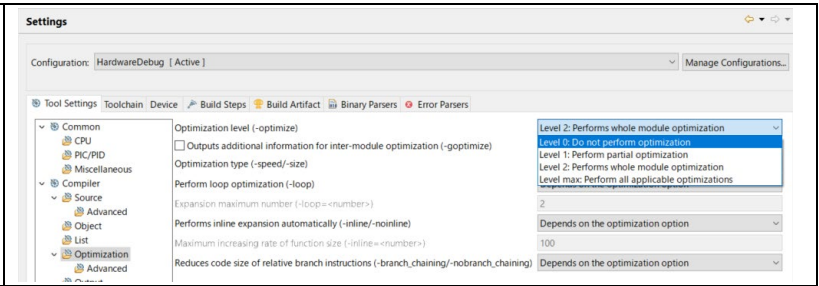 Settings
Configuration: HardwareDebug [ Active ] Manage Configurations...
Tool Settings Toolchain Device Build Steps Build Artifact Binary Parsers Error Parsers
Common
CPU
PIC/PID
Miscellaneous
Compiler
Source
Advanced
Object
List
Optimization
Advanced
Output
Optimization level (-optimize) Level 2: Performs whole module optimization
Level 0: Do not perform optimization
Level 1: Perform partial optimization
Level 2: Performs whole module optimization
Level max: Perform all applicable optimizations
Outputs additional information for inter-module optimization (-goptimize)
Optimization type (-speed/-size)
Perform loop optimization (-loop) Depends on the optimization option
Expansion maximum number (-loop=<number>) 2
Performs inline expansion automatically (-inline/-noinline) Depends on the optimization option
Maximum increasing rate of function size (-inline=<number>) 100
Reduces code size of relative branch instructions (-branch_chaining/-nobranch_chaining) Depends on the optimization option